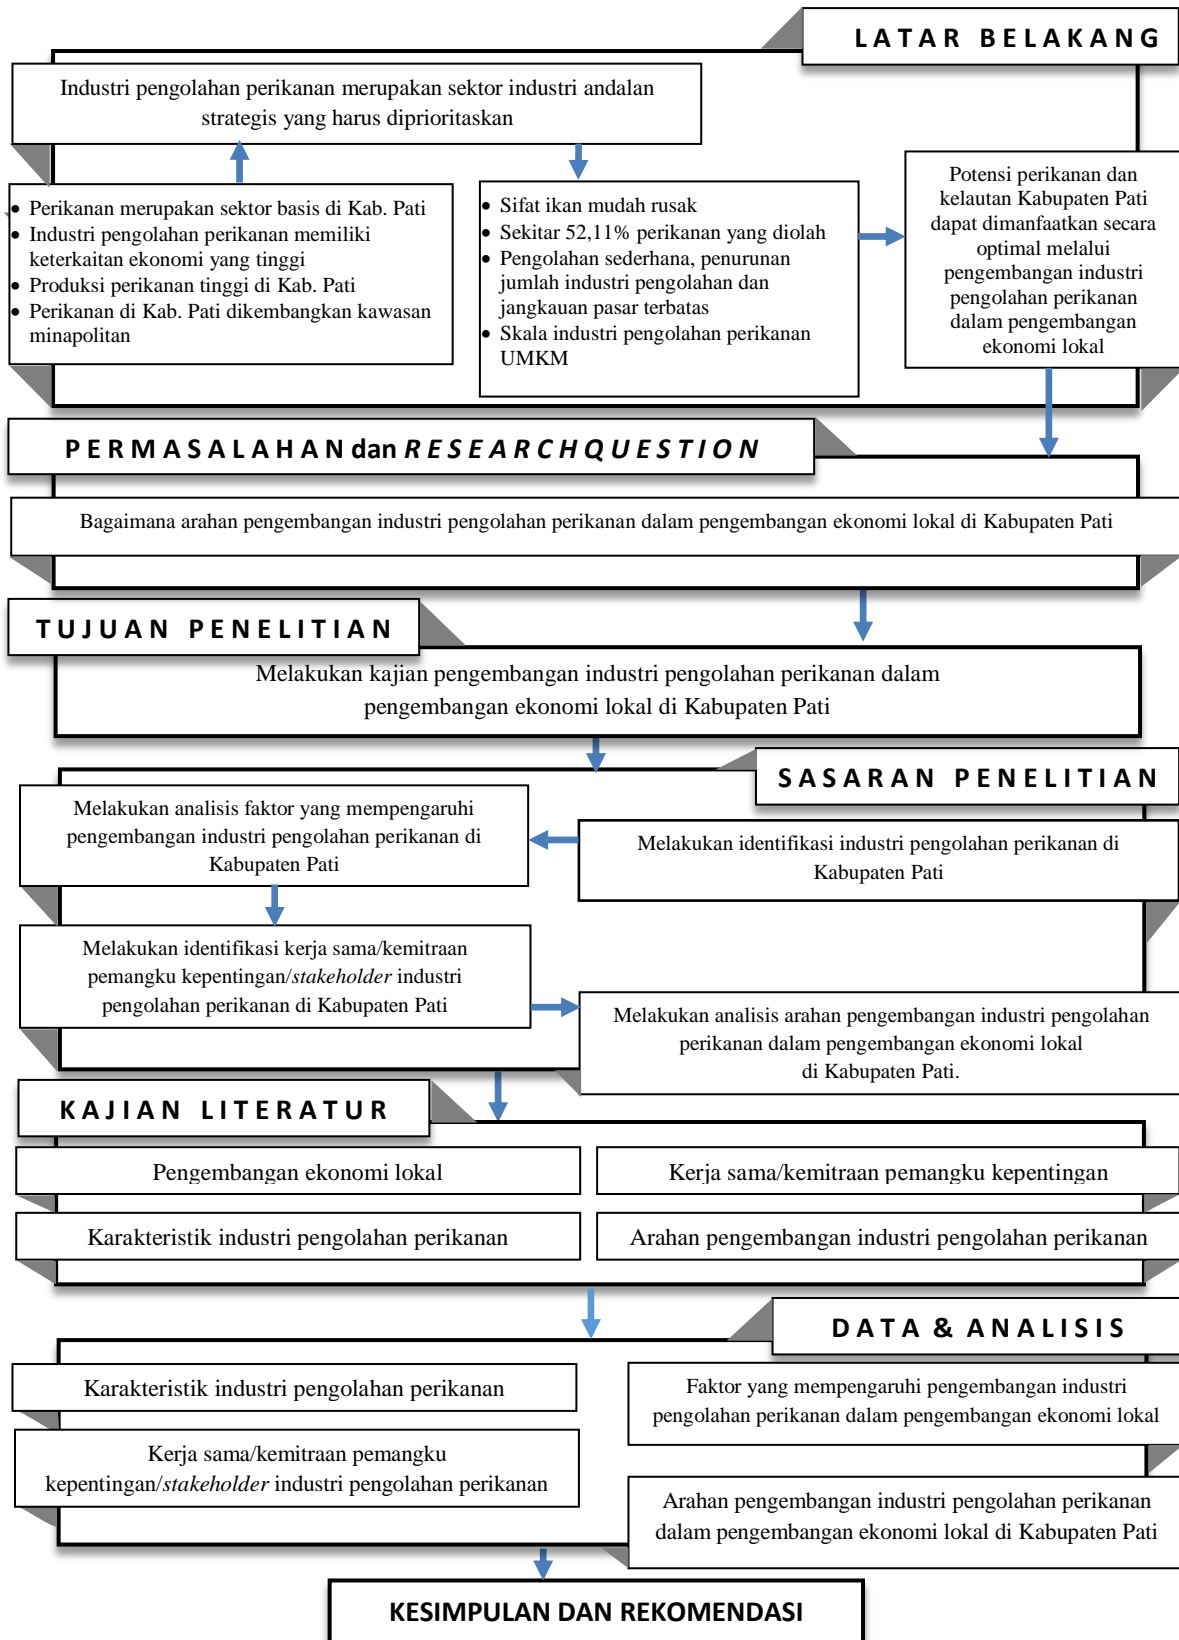 LATAR BELAKANG
Industri pengolahan perikanan merupakan sektor industri andalan
strategis yang harus diprioritaskan
• Perikanan merupakan sektor basis di Kab. Pati
• Industri pengolahan perikanan memiliki
keterkaitan ekonomi yang tinggi
• Produksi perikanan tinggi di Kab. Pati
• Perikanan di Kab. Pati dikembangkan kawasan
minapolitan
• Sifat ikan mudah rusak
• Sekitar 52,11% perikanan yang diolah
• Pengolahan sederhana, penurunan
jumlah industri pengolahan dan
jangkauan pasar terbatas
• Skala industri pengolahan perikanan
UMKM
Potensi perikanan dan
kelautan Kabupaten Pati
dapat dimanfaatkan secara
optimal melalui
pengembangan industri
pengolahan perikanan
dalam pengembangan
ekonomi lokal
PERMASALAHAN dan RESEARCHQUESTION
Bagaimana arahan pengembangan industri pengolahan perikanan dalam pengembangan ekonomi lokal di Kabupaten Pati
TUJUAN PENELITIAN
Melakukan kajian pengembangan industri pengolahan perikanan dalam
pengembangan ekonomi lokal di Kabupaten Pati
SASARAN PENELITIAN
Melakukan analisis faktor yang mempengaruhi
pengembangan industri pengolahan perikanan di
Kabupaten Pati
Melakukan identifikasi industri pengolahan perikanan di
Kabupaten Pati
Melakukan identifikasi kerja sama/kemitraan
pemangku kepentingan/stakeholder industri
pengolahan perikanan di Kabupaten Pati
Melakukan analisis arahan pengembangan industri pengolahan
perikanan dalam pengembangan ekonomi lokal
di Kabupaten Pati.
KAJIAN LITERATUR
Pengembangan ekonomi lokal
Kerja sama/kemitraan pemangku kepentingan
Karakteristik industri pengolahan perikanan
Arahan pengembangan industri pengolahan perikanan
DATA & ANALISIS
Karakteristik industri pengolahan perikanan
Faktor yang mempengaruhi pengembangan industri
pengolahan perikanan dalam pengembangan ekonomi lokal
Kerja sama/kemitraan pemangku
kepentingan/stakeholder industri pengolahan perikanan
Arahan pengembangan industri pengolahan perikanan
dalam pengembangan ekonomi lokal di Kabupaten Pati
KESIMPULAN DAN REKOMENDASI